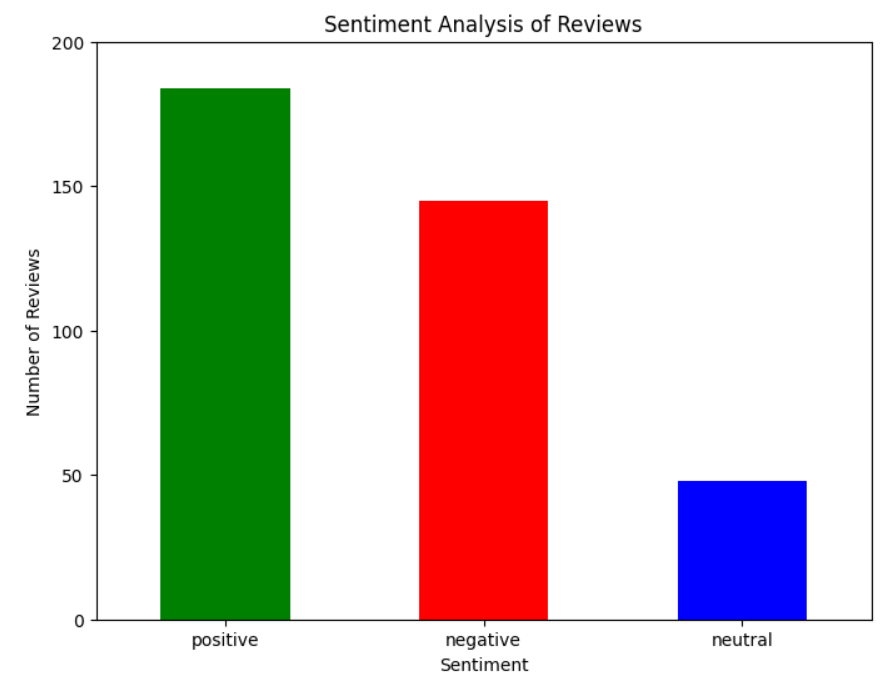 Sentiment Analysis of Reviews
200
150
100
50
0
Number of Reviews
positive negative neutral
Sentiment